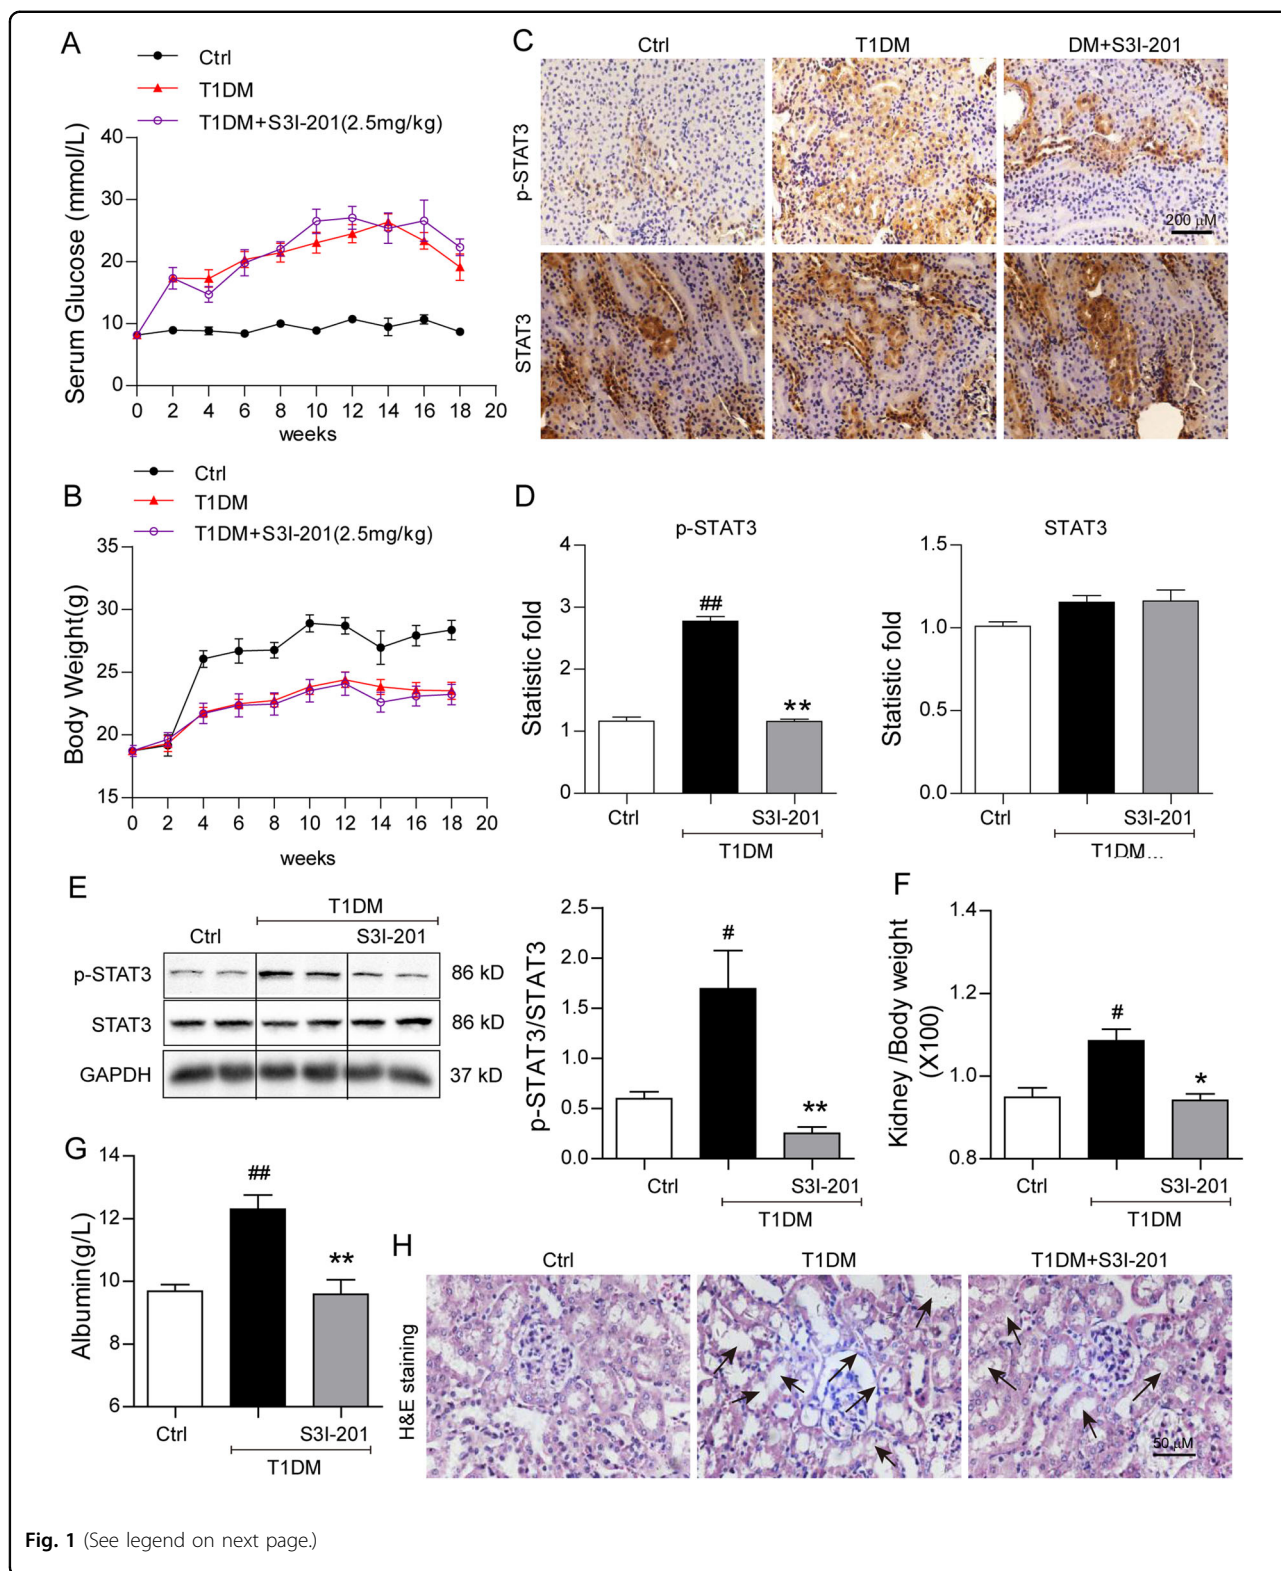 A
Ctrl
T1DM
T1DM+S3I-201(2.5mg/kg)
Serum Glucose (mmol/L)
40
30
20
10
0
0 2 4 6 8 10 12 14 16 18 20
weeks
B
Ctrl
T1DM
T1DM+S3I-201(2.5mg/kg)
Body Weight(g)
35
30
25
20
15
0 2 4 6 8 10 12 14 16 18 20
weeks
C
Ctrl T1DM DM+S3I-201
p-STAT3
200 µM
STAT3
D
p-STAT3
Statistic fold
4
3
2
1
0
Ctrl
##
**
S3I-201
T1DM
STAT3
Statistic fold
1.5
1.0
0.5
0.0
Ctrl
S3I-201
T1DM
E
T1DM
Ctrl S3I-201
p-STAT3 86 kD
STAT3 86 kD
GAPDH 37 kD
p-STAT3/STAT3
2.5
2.0
1.5
1.0
0.5
0.0
#
**
Ctrl S3I-201
T1DM
F
Kidney /Body weight
(X100)
1.4
1.2
1.0
0.8
#
*
Ctrl S3I-201
T1DM
G
Albumin(g/L)
14
12
10
8
6
##
**
Ctrl S3I-201
T1DM
H
Ctrl T1DM T1DM+S3I-201
H&E staining
50 µM
Fig. 1 (See legend on next page.)